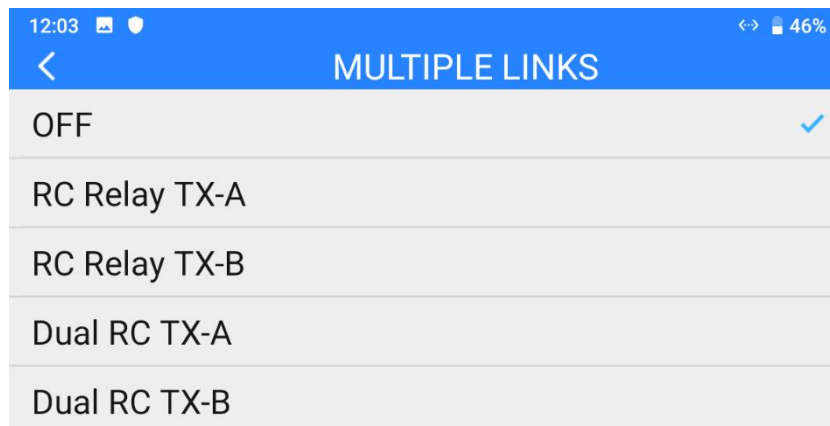 12:03 46%
MULTIPLE LINKS
OFF
RC Relay TX-A
RC Relay TX-B
Dual RC TX-A
Dual RC TX-B